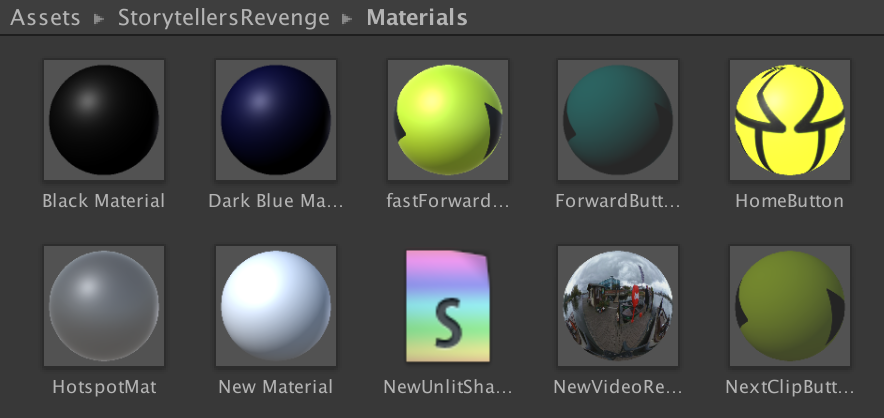 Assets ▸ StorytellersRevenge ▸ Materials
Black Material
Dark Blue Ma...
fastForward...
ForwardButt...
HomeButton
S
HotspotMat
New Material
NewUnlitSha...
NewVideoRe...
NextClipButt...